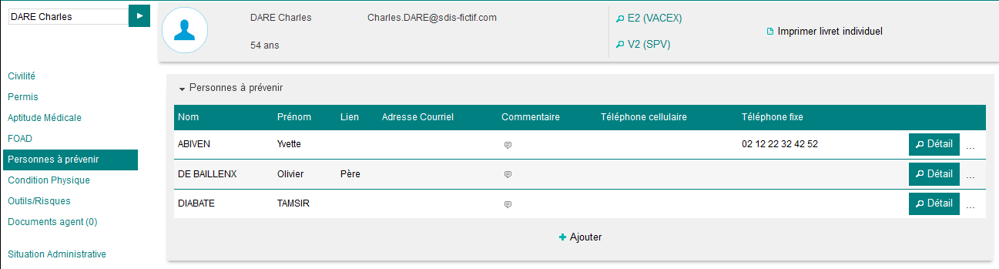 DARE Charles
DARE Charles Charles.DARE@sdis-fictif.com
54 ans
E2 (VACEX)
V2 (SPV)
Imprimer livret individuel
Civilité
Permis
Aptitude Médicale
FOAD
Personnes à prévenir
Condition Physique
Outils/Risques
Documents agent (0)
Situation Administrative
Personnes à prévenir
Nom Prénom Lien Adresse Courriel Commentaire Téléphone cellulaire Téléphone fixe
ABIVEN Yvette 02 12 22 32 42 52 Détail ...
DE BAILLENX Olivier Père Détail ...
DIABATE TAMSIR Détail ...
Ajouter